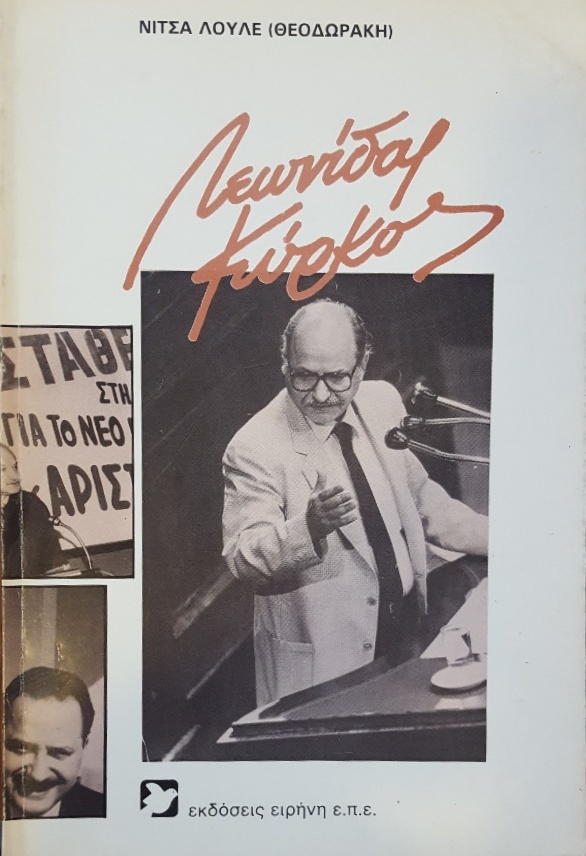 ΝΙΤΣΑ ΛΟΥΛΕ (ΘΕΟΔΩΡΑΚΗ)
Λεωνίδας
Κύρκος
ΣΤΑΘΕ
ΣΤΗ
ΓΙΑ ΤΟ ΝΕΟ
ΑΡΙΣΤ
εκδόσεις ειρήνη ε.π.ε.